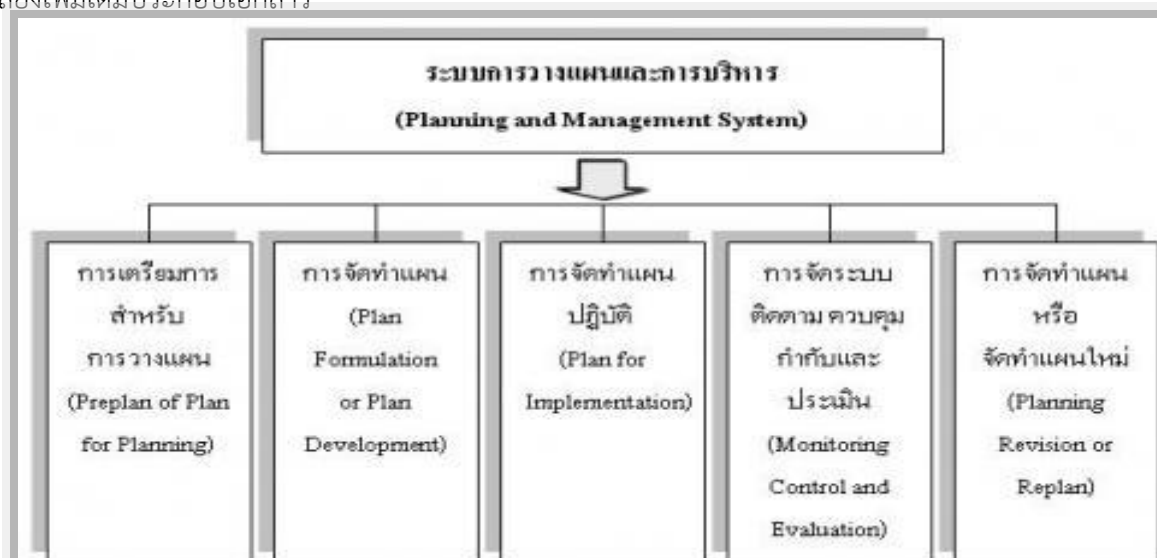 ระบบการวางแผนและการบริหาร
(Planning and Management System)
การเตรียมการ
สำหรับ
การวางแผน
(Preplan of Plan
for Planning)
การจัดทำแผน
(Plan
Formulation
or Plan
Development)
การจัดทำแผน
ปฏิบัติ
(Plan for
Implementation)
การจัดระบบ
ติดตาม ควบคุม
กำกับและ
ประเมิน
(Monitoring
Control and
Evaluation)
การจัดทำแผน
หรือ
จัดทำแผนใหม่
(Planning
Revision or
Replan)